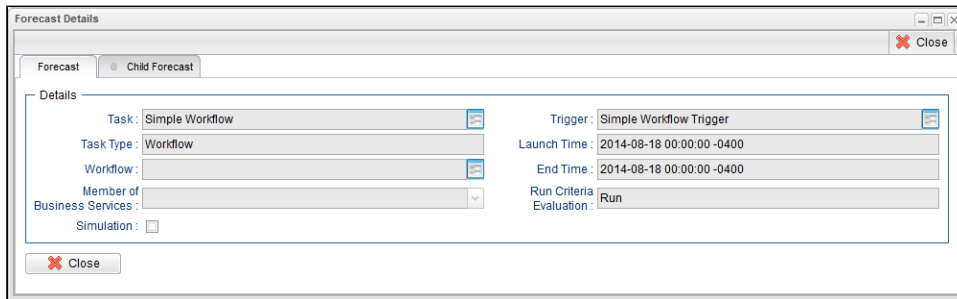 Forecast Details
Close
Forecast Child Forecast
Details
Task : Simple Workflow Trigger : Simple Workflow Trigger
Task Type : Workflow Launch Time : 2014-08-18 00:00:00 -0400
Workflow : End Time : 2014-08-18 00:00:00 -0400
Member of Business Services : Run Criteria Evaluation : Run
Simulation :
Close